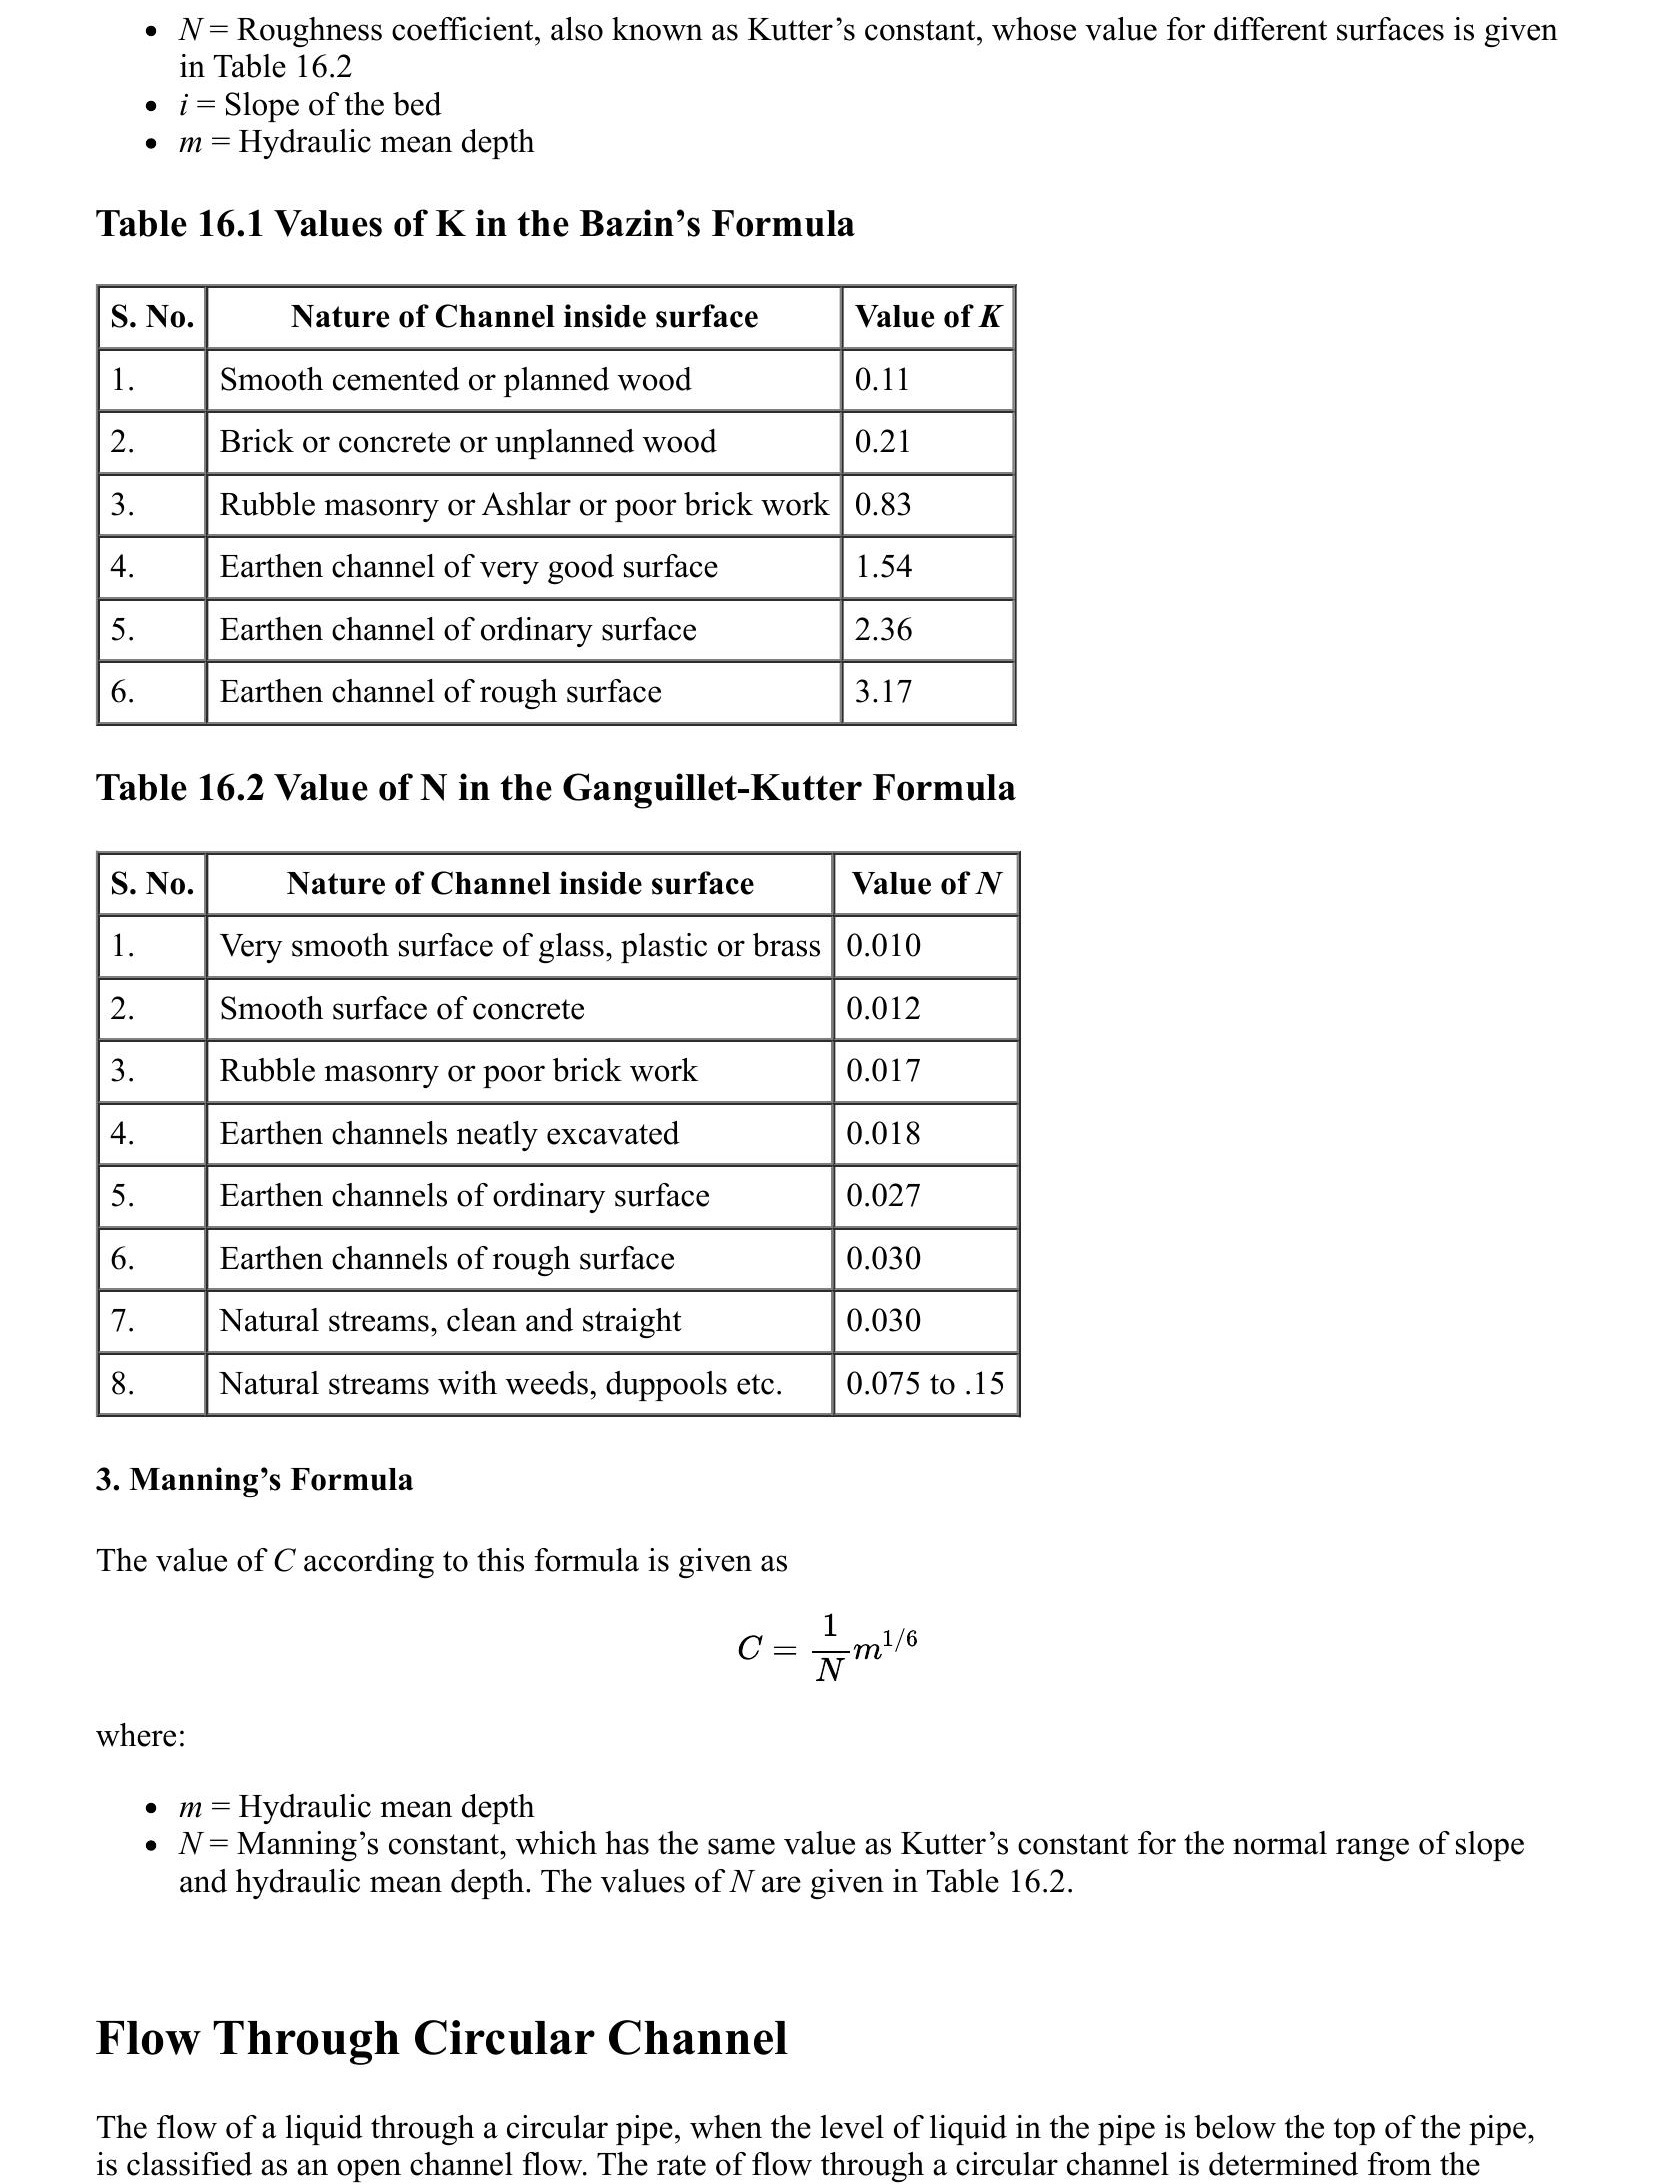 • N = Roughness coefficient, also known as Kutter’s constant, whose value for different surfaces is given
in Table 16.2
• i = Slope of the bed
• m = Hydraulic mean depth
Table 16.1 Values of K in the Bazin’s Formula
S. No. Nature of Channel inside surface Value of K
1. Smooth cemented or planned wood 0.11
2. Brick or concrete or unplanned wood 0.21
3. Rubble masonry or Ashlar or poor brick work 0.83
4. Earthen channel of very good surface 1.54
5. Earthen channel of ordinary surface 2.36
6. Earthen channel of rough surface 3.17
Table 16.2 Value of N in the Ganguillet-Kutter Formula
S. No. Nature of Channel inside surface Value of N
1. Very smooth surface of glass, plastic or brass 0.010
2. Smooth surface of concrete 0.012
3. Rubble masonry or poor brick work 0.017
4. Earthen channels neatly excavated 0.018
5. Earthen channels of ordinary surface 0.027
6. Earthen channels of rough surface 0.030
7. Natural streams, clean and straight 0.030
8. Natural streams with weeds, duppools etc. 0.075 to .15
3. Manning’s Formula
The value of C according to this formula is given as
C = 1/N m^1/6
where:
• m = Hydraulic mean depth
• N = Manning’s constant, which has the same value as Kutter’s constant for the normal range of slope
and hydraulic mean depth. The values of N are given in Table 16.2.
Flow Through Circular Channel
The flow of a liquid through a circular pipe, when the level of liquid in the pipe is below the top of the pipe,
is classified as an open channel flow. The rate of flow through a circular channel is determined from the